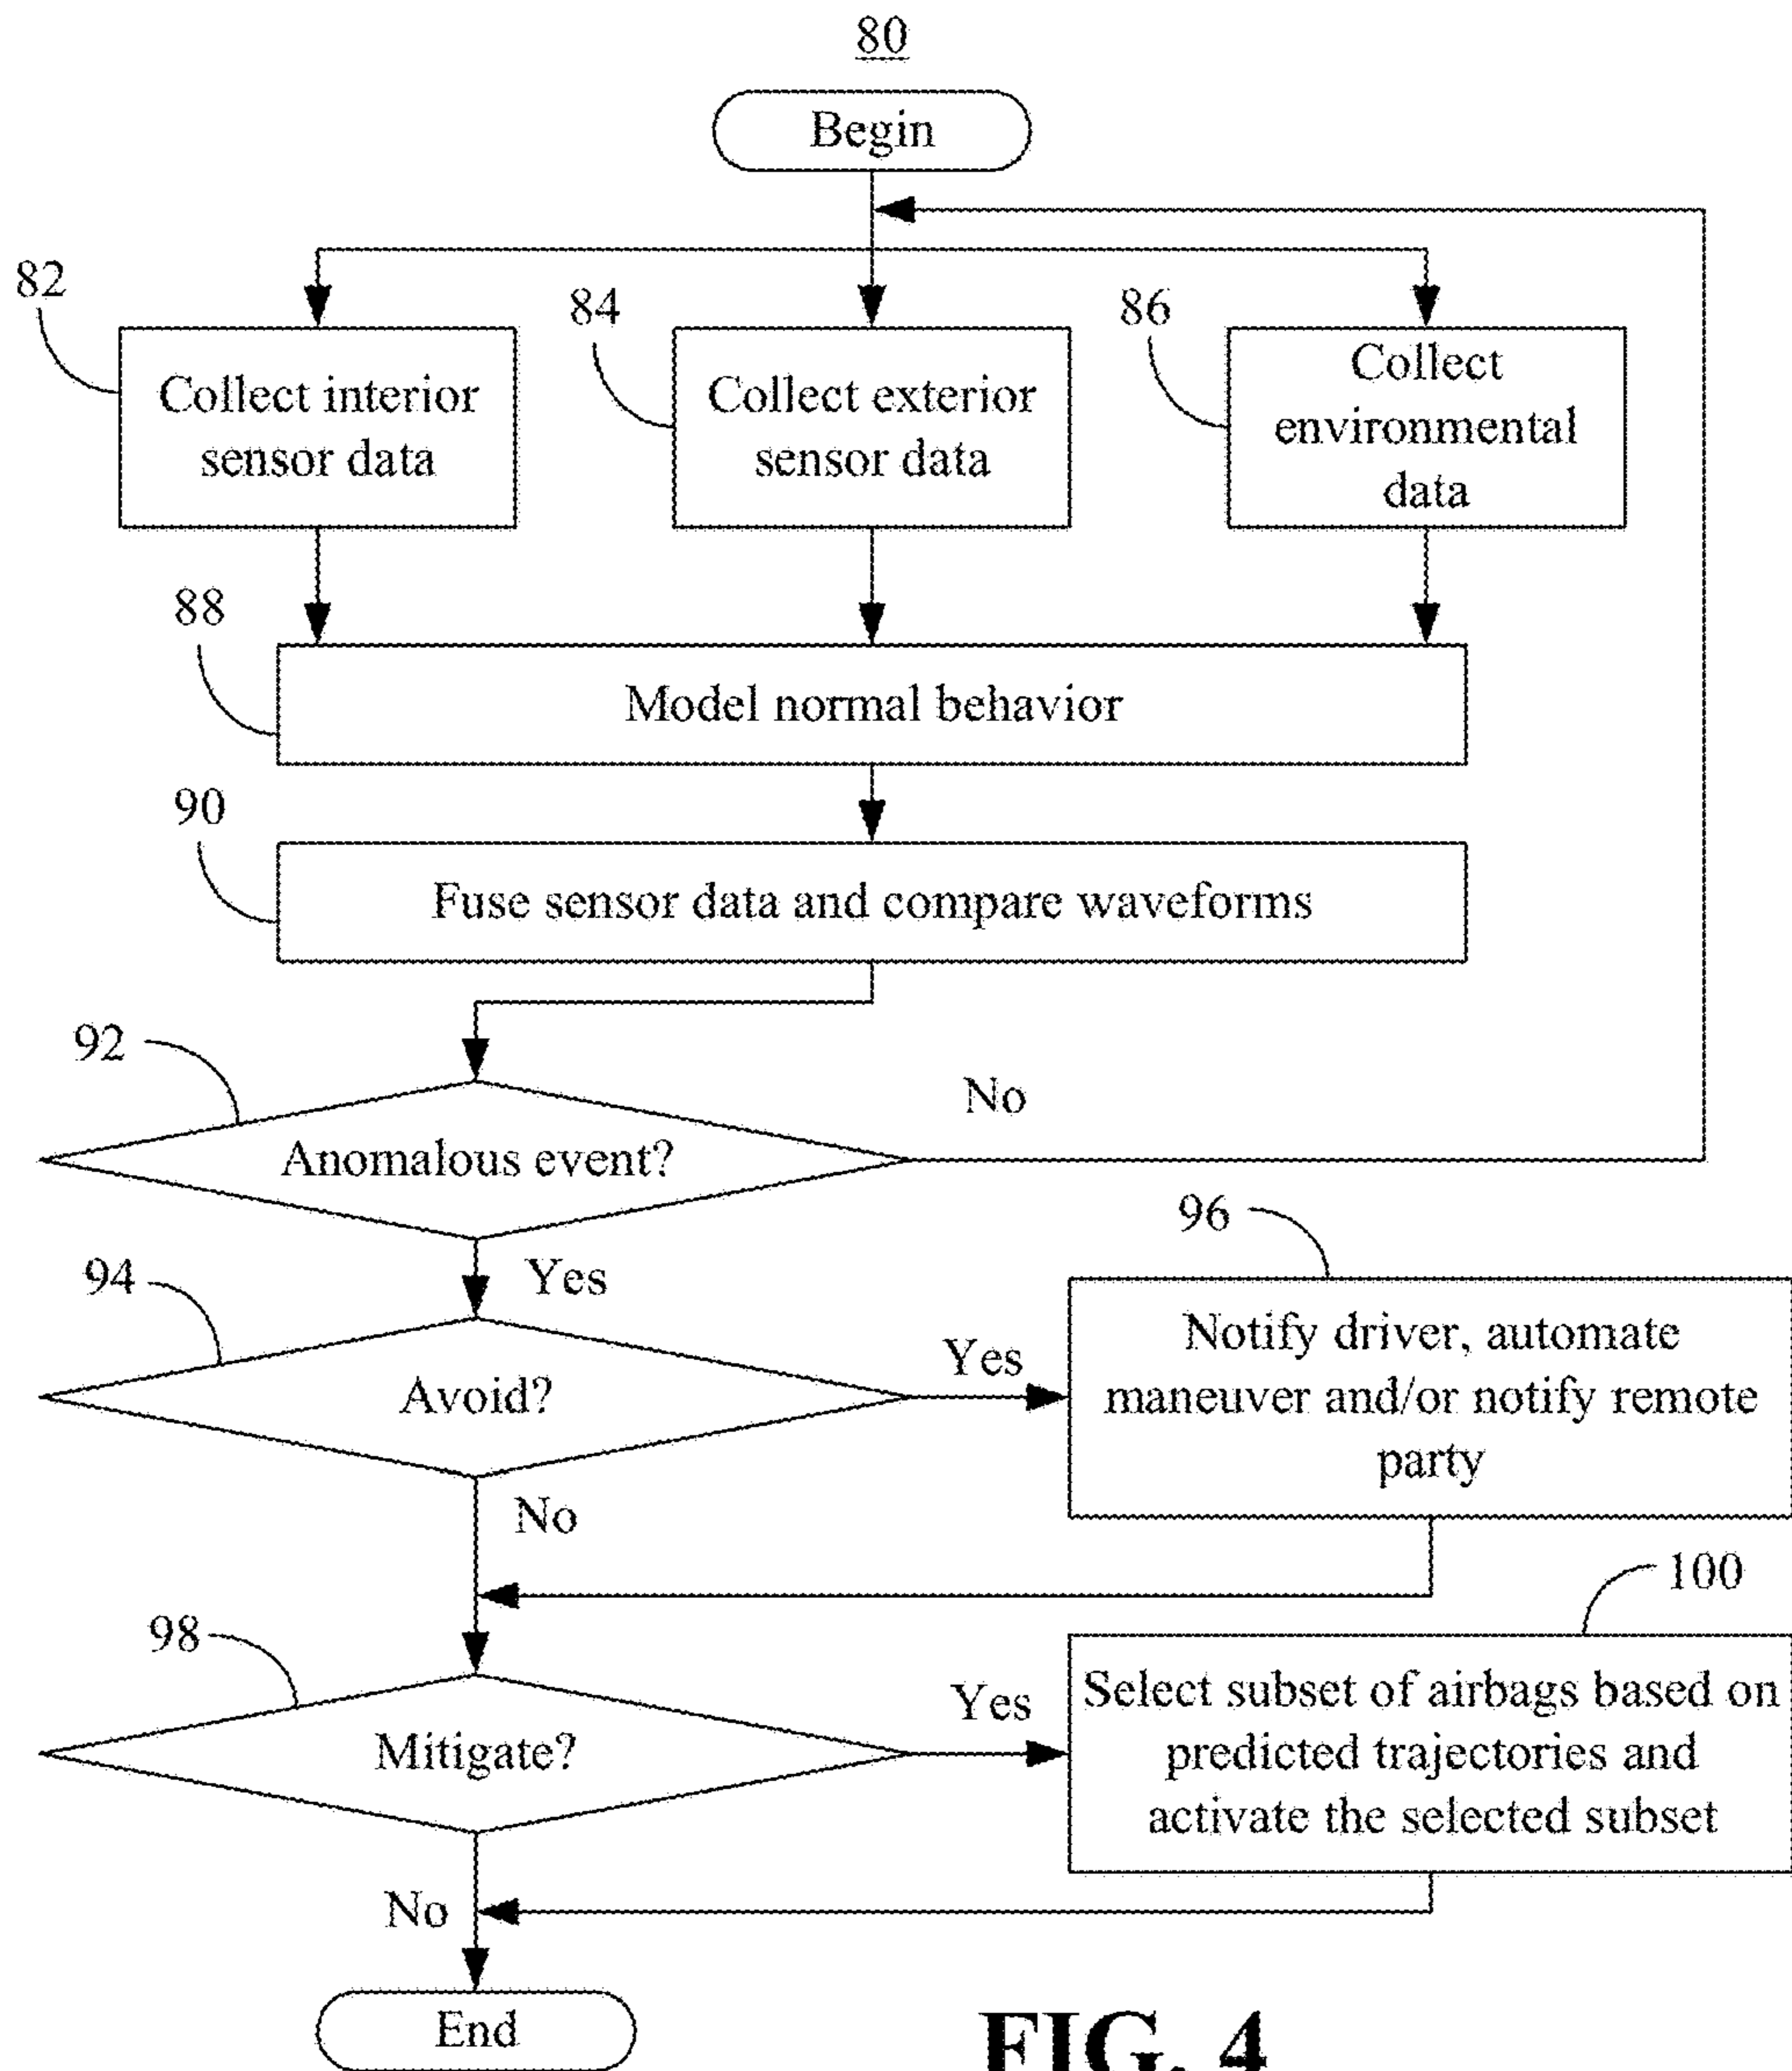 80
Begin
82
Collect interior
sensor data
84
Collect exterior
sensor data
86
Collect
environmental
data
88
Model normal behavior
90
Fuse sensor data and compare waveforms
92
Anomalous event?
No
Yes
94
Avoid?
Yes
No
96
Notify driver, automate
maneuver and/or notify remote
party
98
Mitigate?
Yes
No
100
Select subset of airbags based on
predicted trajectories and
activate the selected subset
End
FIG. 4